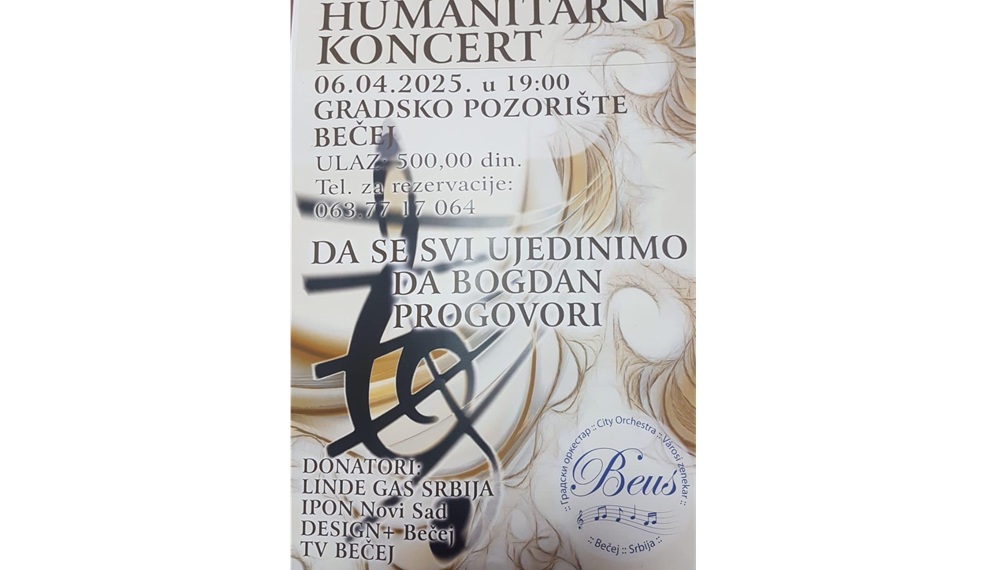 HUMANITARNI
KONCERT
06.04.2025. u 19:00
GRADSKO POZORIŠTE
BEČEJ
ULAZ: 500,00 din.
Tel. za rezervacije:
063.77 17 064
DA SE SVI UJEDINIMO
DA BOGDAN
PROGOVORI
DONATORI:
LINDE GAS SRBIJA
IPON Novi Sad
DESIGN+ Bečej
TV BEČEJ
:: Градски оркестар :: City Orchestra :: Városi zenekar ::
Beus
:: Bečej :: Srbija ::